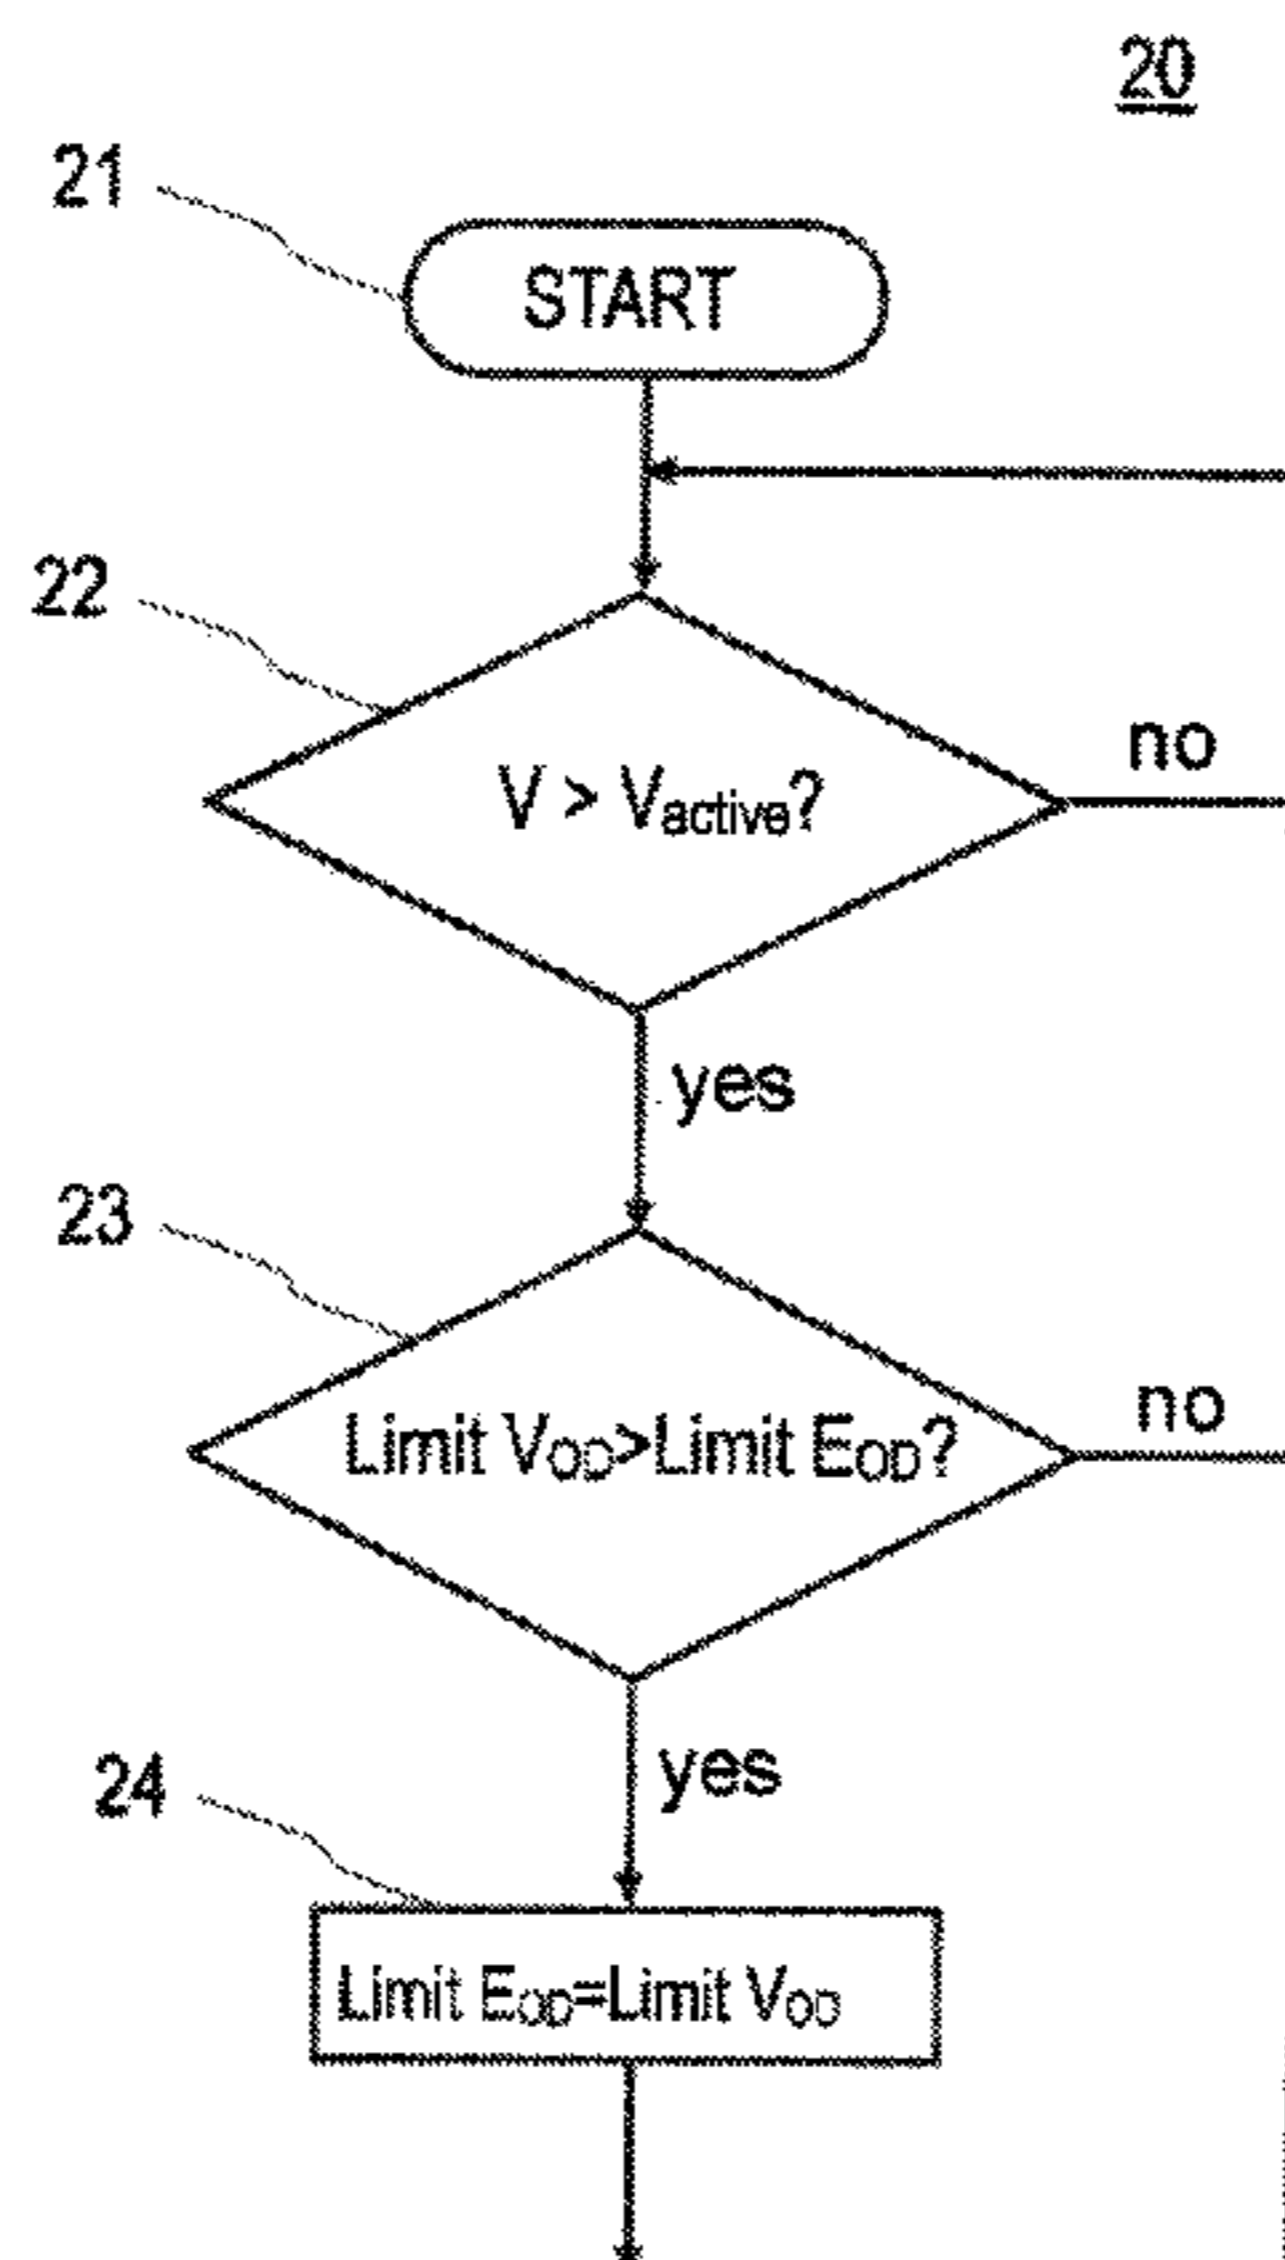 20
21
START
22
V > Vactive?
no
yes
23
Limit VOD>Limit EOD?
no
yes
24
Limit EOD=Limit VOD